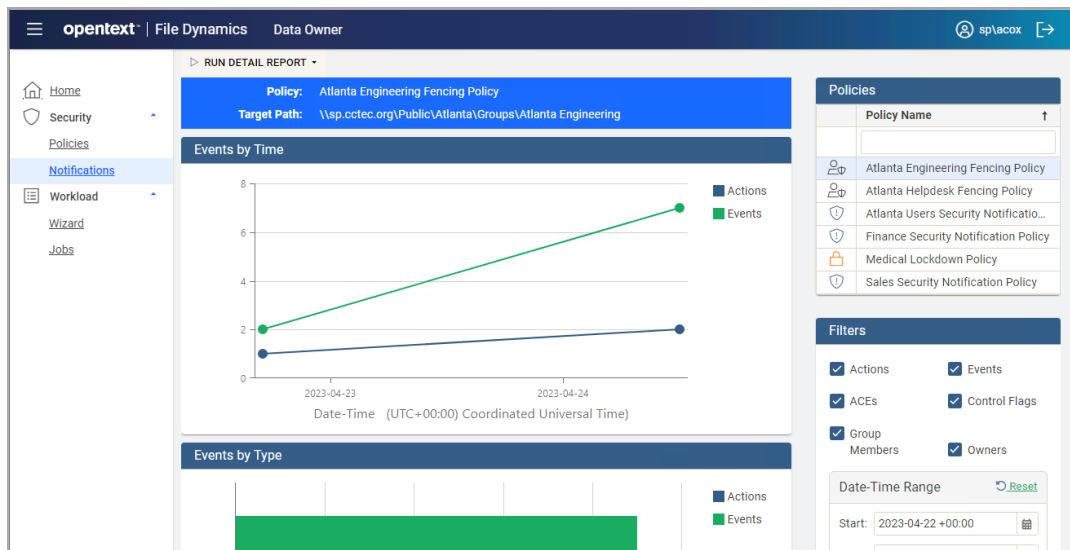 opentext™ | File Dynamics Data Owner sp\acox
RUN DETAIL REPORT
Home
Security
Policies
Notifications
Workload
Wizard
Jobs
Policy: Atlanta Engineering Fencing Policy
Target Path: \\sp.cctec.org\Public\Atlanta\Groups\Atlanta Engineering
Events by Time
8
6
4
2
0
2023-04-23 2023-04-24
Date-Time (UTC+00:00) Coordinated Universal Time)
Actions
Events
Events by Type
Actions
Events
Policies
Policy Name ↑
Atlanta Engineering Fencing Policy
Atlanta Helpdesk Fencing Policy
Atlanta Users Security Notificatio...
Finance Security Notification Policy
Medical Lockdown Policy
Sales Security Notification Policy
Filters
Actions Events
ACEs Control Flags
Group
Members Owners
Date-Time Range Reset
Start: 2023-04-22 +00:00